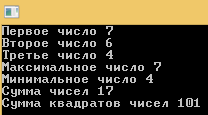 Первое число 7
Второе число 6
Третье число 4
Максимальное число 7
Минимальное число 4
Сумма чисел 17
Сумма квадратов чисел 101